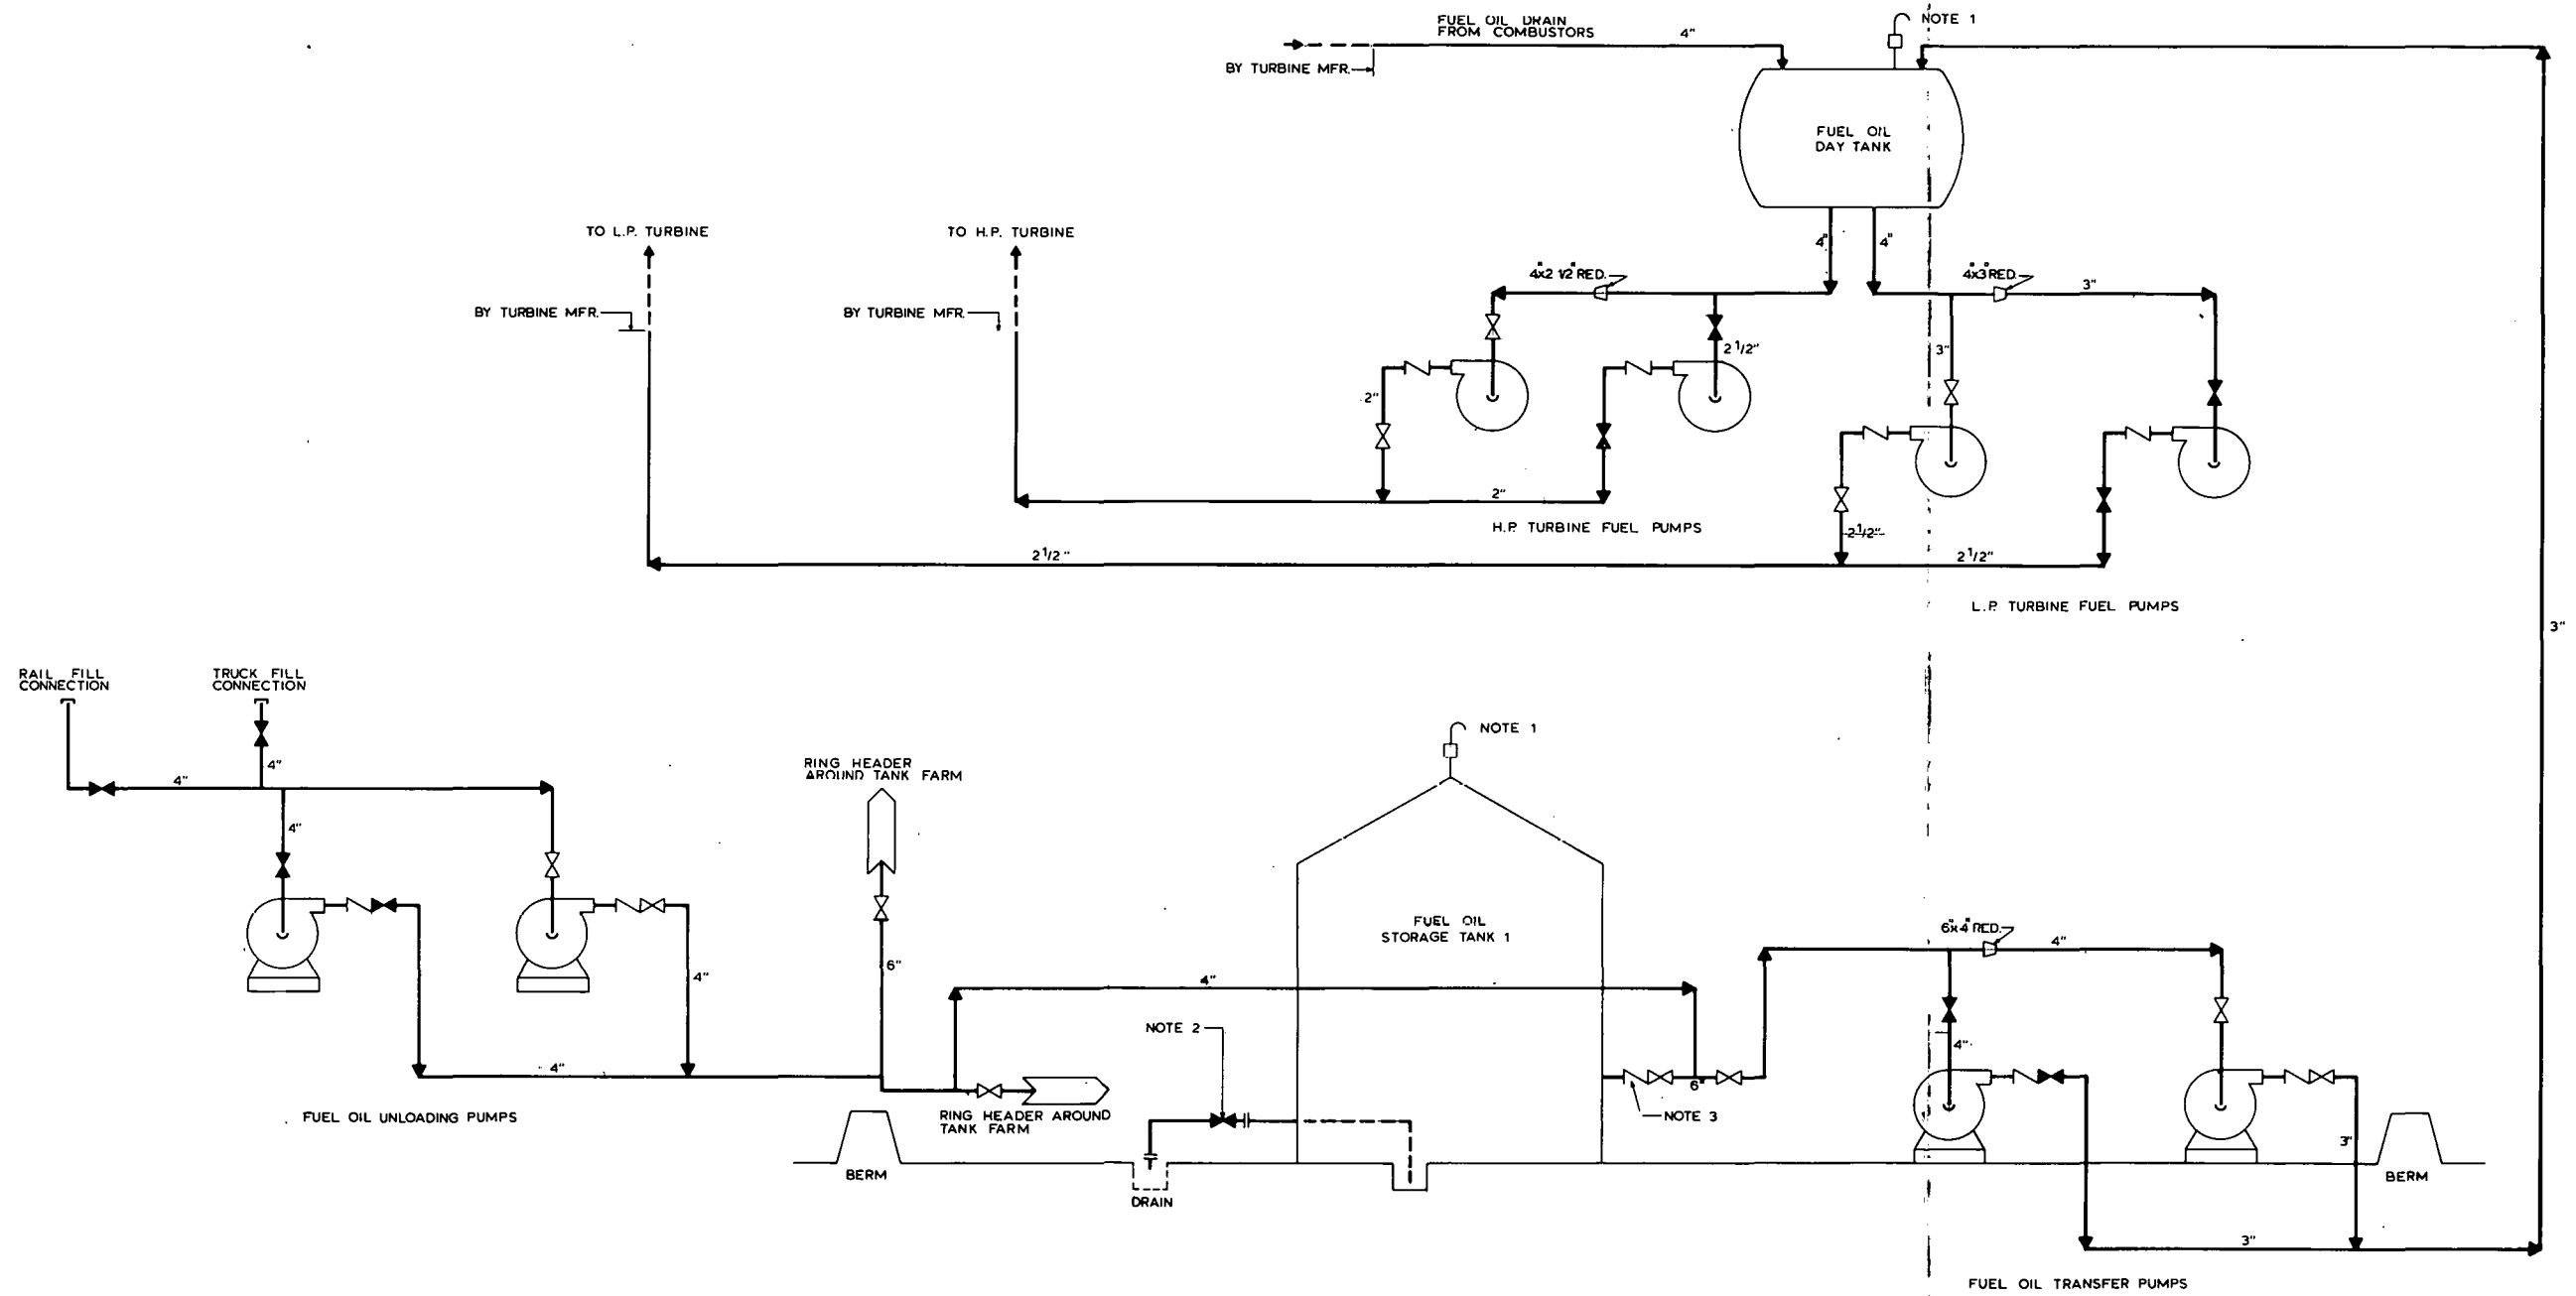 FUEL OIL DRAIN
FROM COMBUSTORS
4"
NOTE 1
BY TURBINE MFR.
FUEL OIL
DAY TANK
TO L.P. TURBINE
TO H.P. TURBINE
4"
4"
4"x2 1/2" RED.
4"x3" RED.
3"
BY TURBINE MFR.
BY TURBINE MFR.
2 1/2"
3"
2"
2"
H.P. TURBINE FUEL PUMPS
2 1/2"
2 1/2"
2 1/2"
L.P. TURBINE FUEL PUMPS
3"
RAIL FILL
CONNECTION
TRUCK FILL
CONNECTION
NOTE 1
4"
4"
RING HEADER
AROUND TANK FARM
4"
FUEL OIL
STORAGE TANK 1
6"x4" RED.
4"
6"
4"
4"
NOTE 2
4"
4"
6"
NOTE 3
FUEL OIL UNLOADING PUMPS
RING HEADER AROUND
TANK FARM
3"
BERM
DRAIN
BERM
3"
FUEL OIL TRANSFER PUMPS